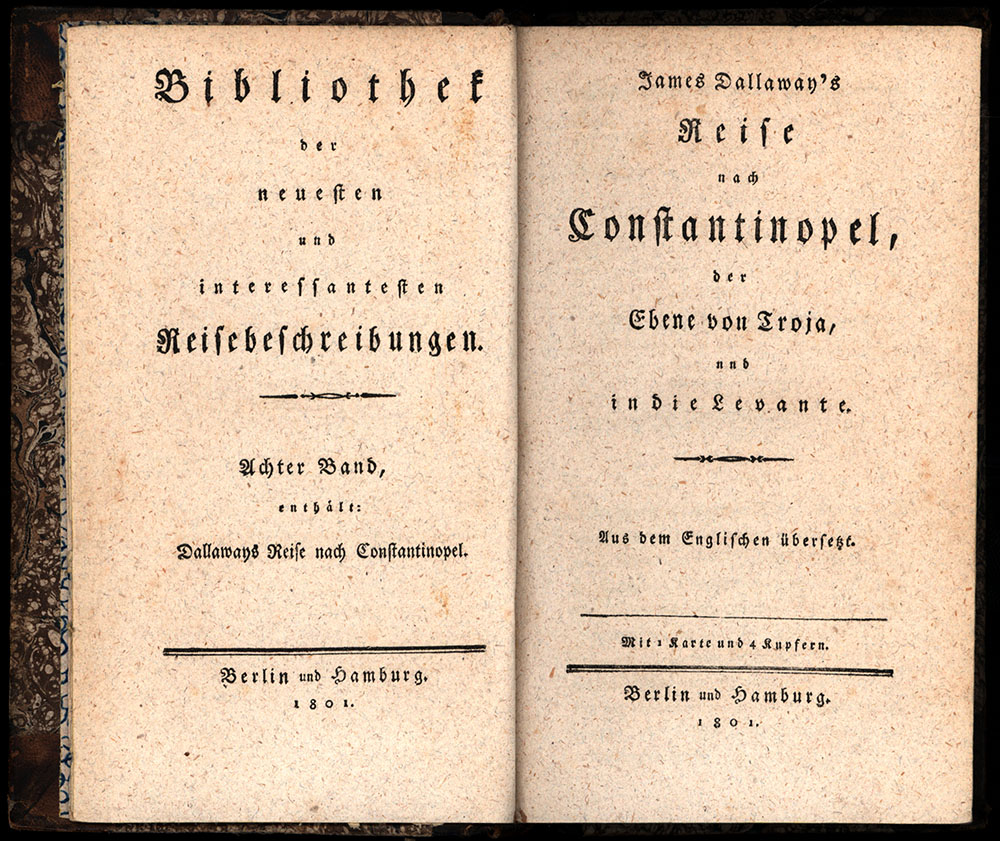 Bibliothek
der
neuesten
und
interessantesten
Reisebeschreibungen.
Achter Band,
enthält:
Dallaways Reise nach Constantinopel.
Berlin und Hamburg.
1801.
James Dallaway's
Reise
nach
Constantinopel,
der
Ebene von Troja,
und
in die Levante.
Aus dem Englischen übersetzt.
Mit 1 Karte und 4 Kupfern.
Berlin und Hamburg.
1801.